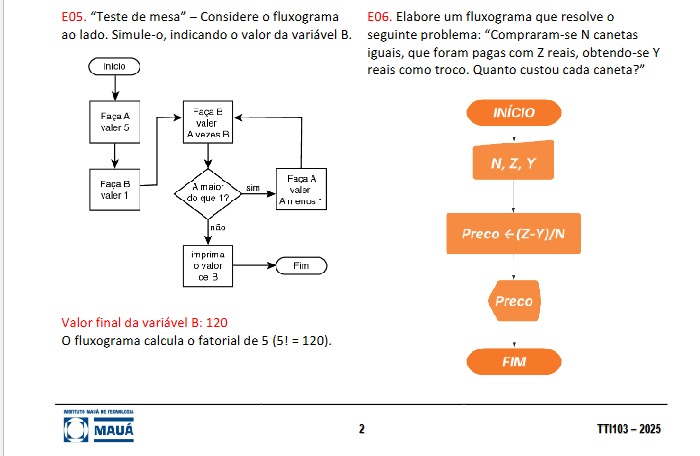 E05. “Teste de mesa” – Considere o fluxograma
ao lado. Simule-o, indicando o valor da variável B.
Início
Faça A
valer 5
Faça B
valer 1
Faça B
valer
A vezes B
A maior
do que 1?
sim
Faça A
valer
A menos 1
não
imprima
o valor
de B
Fim
Valor final da variável B: 120
O fluxograma calcula o fatorial de 5 (5! = 120).
E06. Elabore um fluxograma que resolve o
seguinte problema: “Compraram-se N canetas
iguais, que foram pagas com Z reais, obtendo-se Y
reais como troco. Quanto custou cada caneta?”
INÍCIO
N, Z, Y
Preco ←(Z-Y)/N
Preco
FIM
INSTITUTO MAUÁ DE TECNOLOGIA
MAUÁ
2
TTI103 – 2025